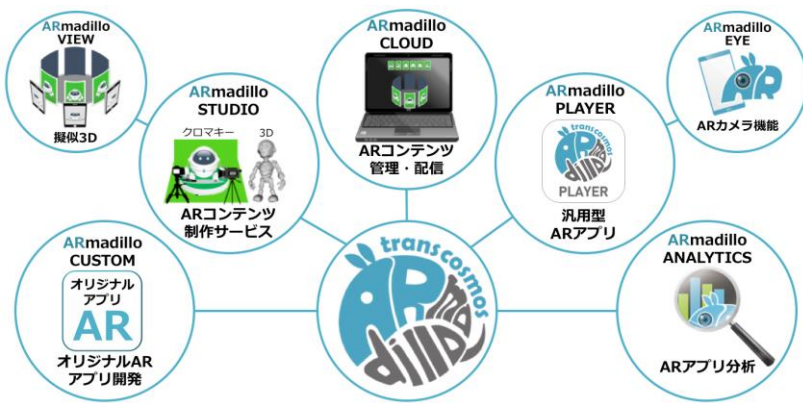 ARmadillo
VIEW
擬似3D
ARmadillo
STUDIO
クロマキー 3D
ARコンテンツ
制作サービス
ARmadillo
CLOUD
ARコンテンツ
管理・配信
ARmadillo
PLAYER
transcosmos
ARmadillo
PLAYER
汎用型
ARアプリ
ARmadillo
EYE
AR
ARカメラ機能
ARmadillo
CUSTOM
オリジナル
アプリ
AR
オリジナルAR
アプリ開発
transcosmos
ARmadillo
ARmadillo
ANALYTICS
ARアプリ分析